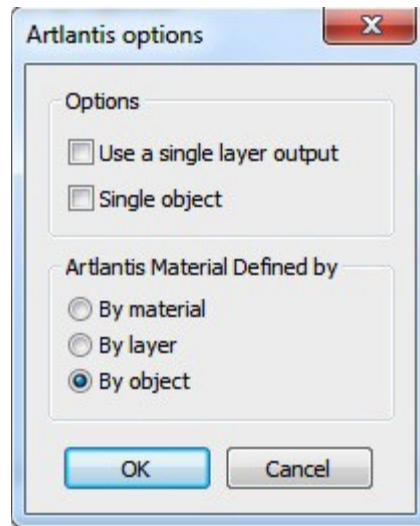 Artlantis options
Options
Use a single layer output
Single object
Artlantis Material Defined by
By material
By layer
By object
OK
Cancel